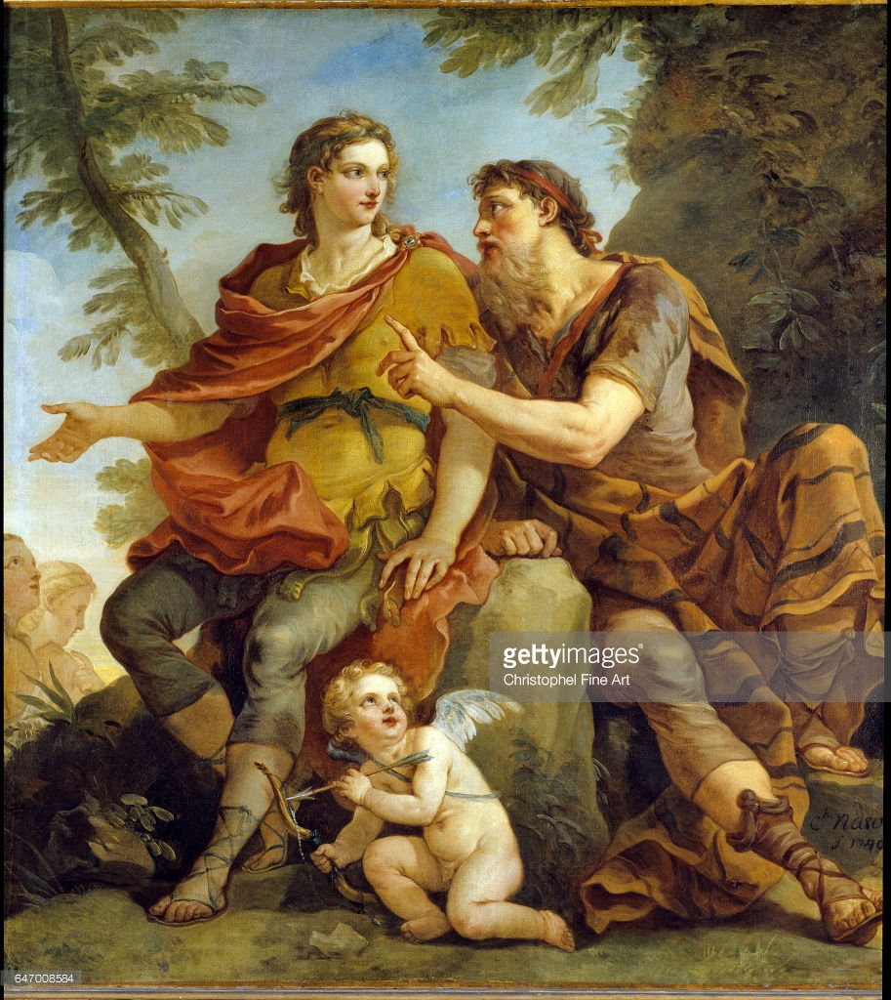 gettyimages®
Christophel Fine Art
647008584